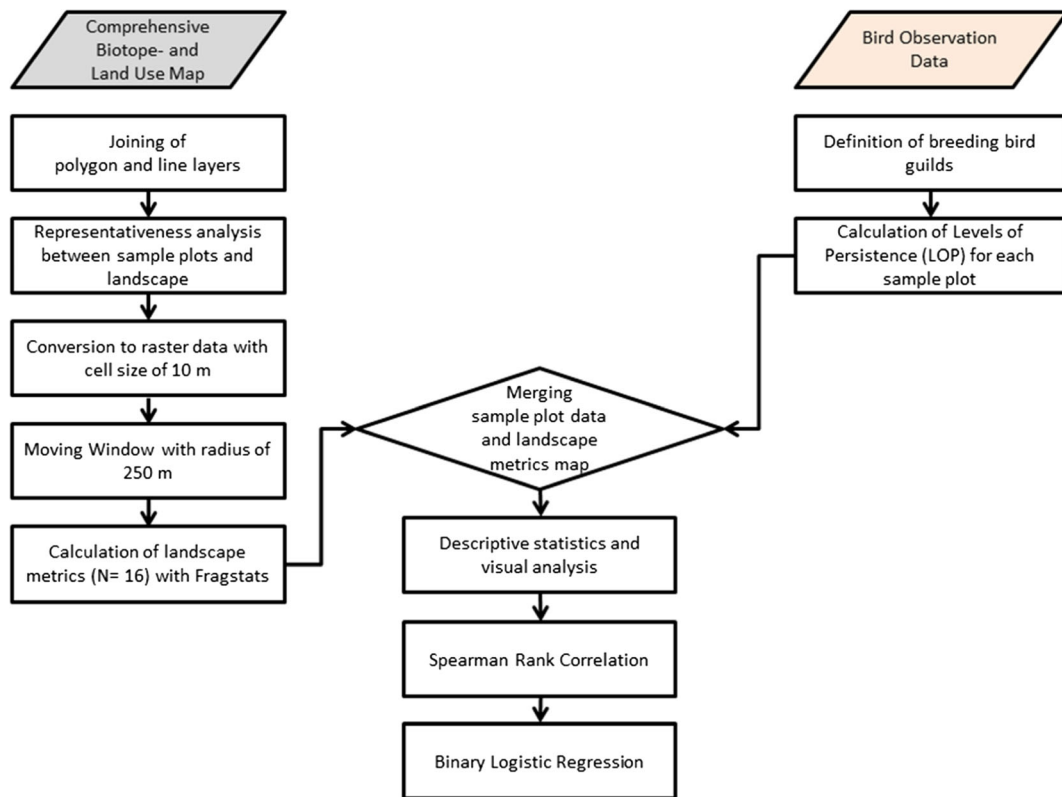 Comprehensive
Biotope- and
Land Use Map
Joining of
polygon and line layers
Representativeness analysis
between sample plots and
landscape
Conversion to raster data with
cell size of 10 m
Moving Window with radius of
250 m
Calculation of landscape
metrics (N= 16) with Fragstats
Bird Observation
Data
Definition of breeding bird
guilds
Calculation of Levels of
Persistence (LOP) for each
sample plot
Merging
sample plot data
and landscape
metrics map
Descriptive statistics and
visual analysis
Spearman Rank Correlation
Binary Logistic Regression